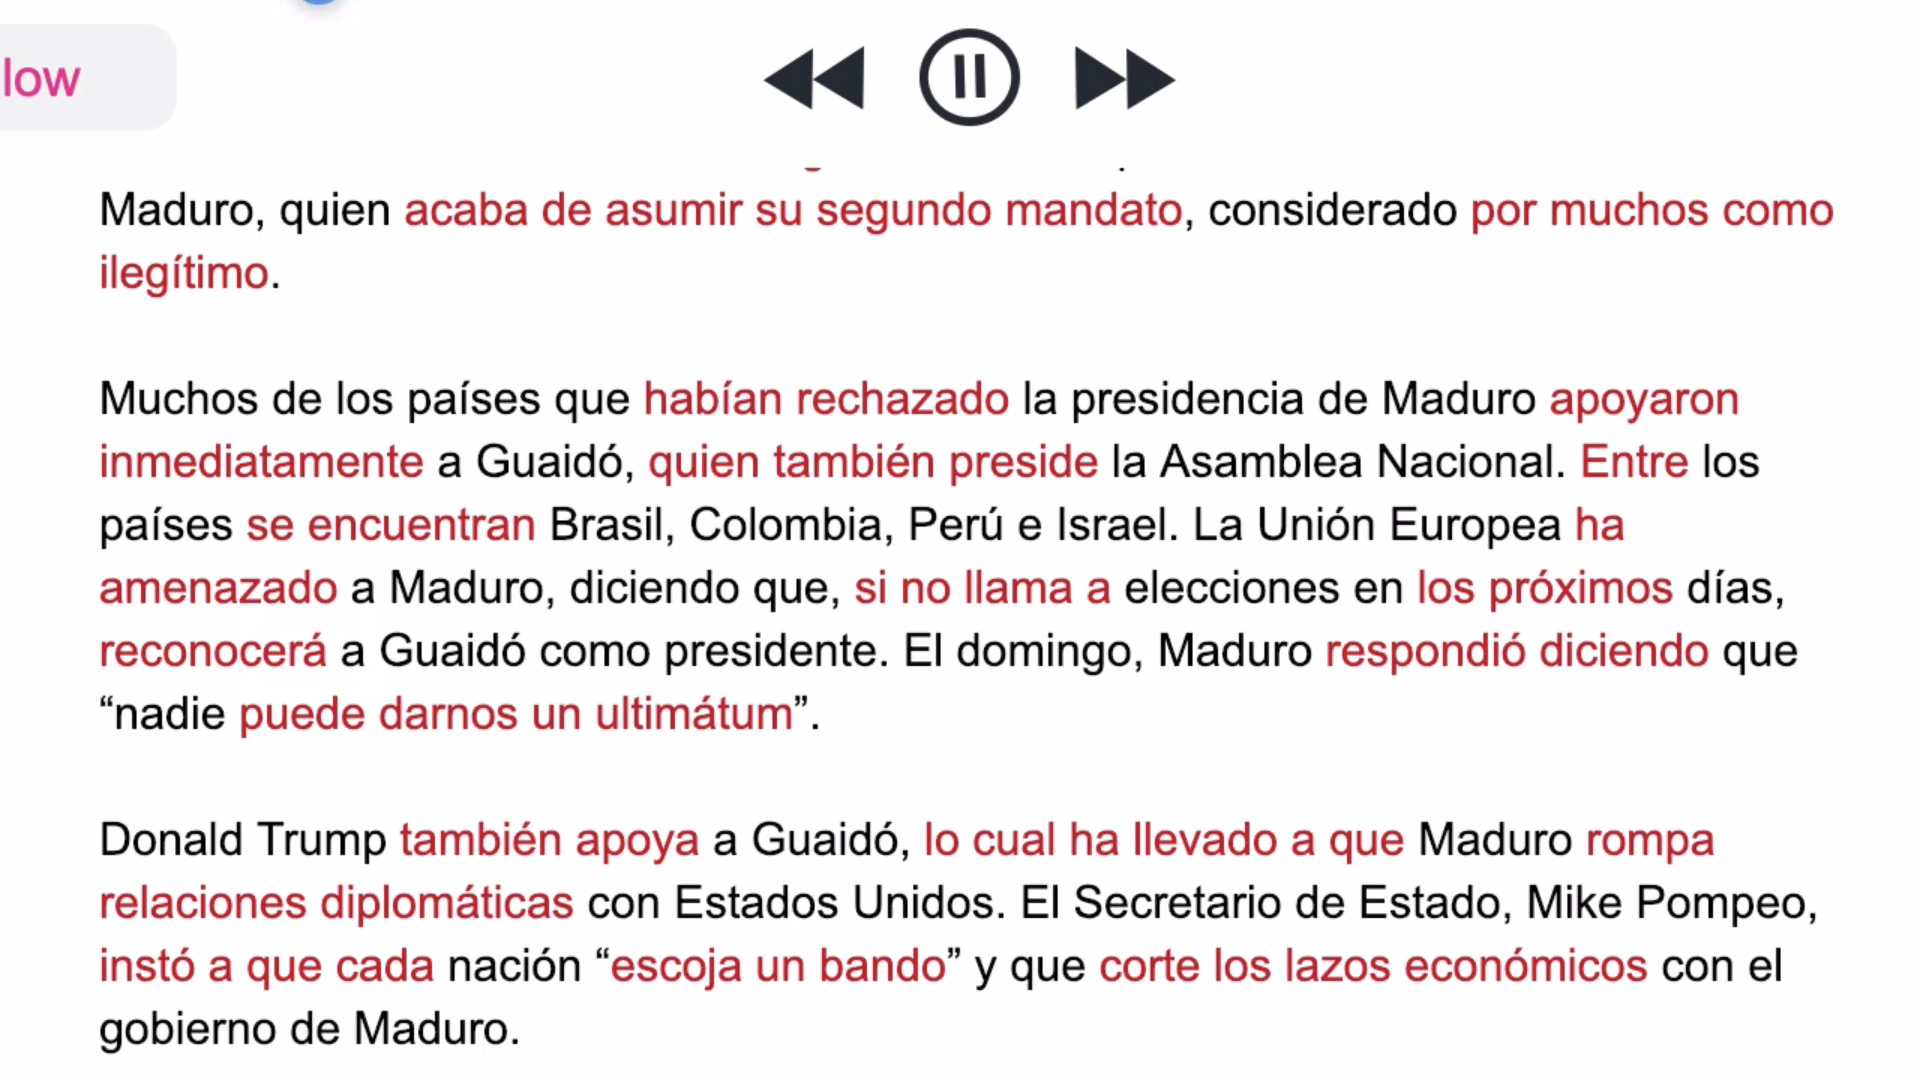 low
Maduro, quien acaba de asumir su segundo mandato, considerado por muchos como
ilegítimo.
Muchos de los países que habían rechazado la presidencia de Maduro apoyaron
inmediatamente a Guaidó, quien también preside la Asamblea Nacional. Entre los
países se encuentran Brasil, Colombia, Perú e Israel. La Unión Europea ha
amenazado a Maduro, diciendo que, si no llama a elecciones en los próximos días,
reconocerá a Guaidó como presidente. El domingo, Maduro respondió diciendo que
“nadie puede darnos un ultimátum”.
Donald Trump también apoya a Guaidó, lo cual ha llevado a que Maduro rompa
relaciones diplomáticas con Estados Unidos. El Secretario de Estado, Mike Pompeo,
instó a que cada nación “escoja un bando” y que corte los lazos económicos con el
gobierno de Maduro.